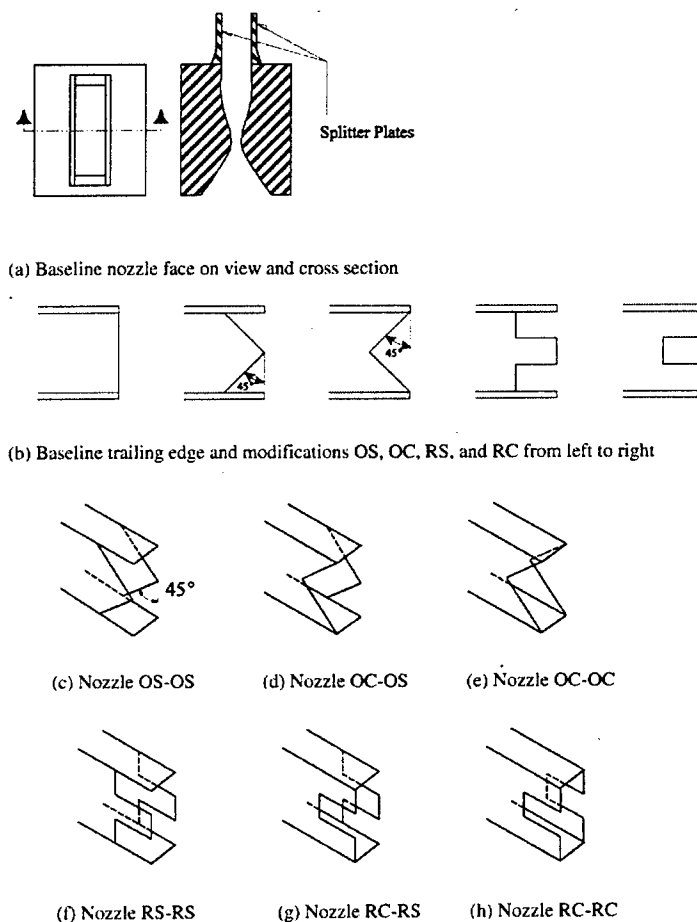 Splitter Plates
(a) Baseline nozzle face on view and cross section
45°
45°
(b) Baseline trailing edge and modifications OS, OC, RS, and RC from left to right
45°
(c) Nozzle OS-OS
(d) Nozzle OC-OS
(e) Nozzle OC-OC
(f) Nozzle RS-RS
(g) Nozzle RC-RS
(h) Nozzle RC-RC